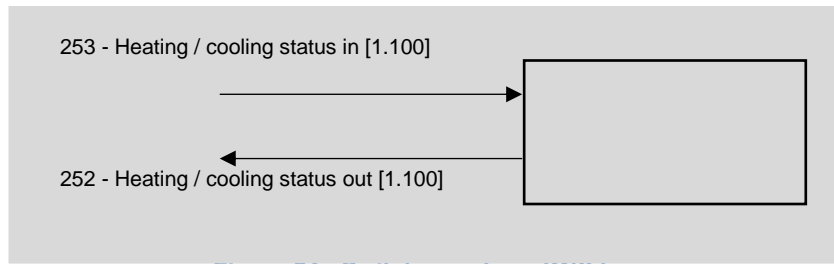 253 - Heating / cooling status in [1.100]
252 - Heating / cooling status out [1.100]